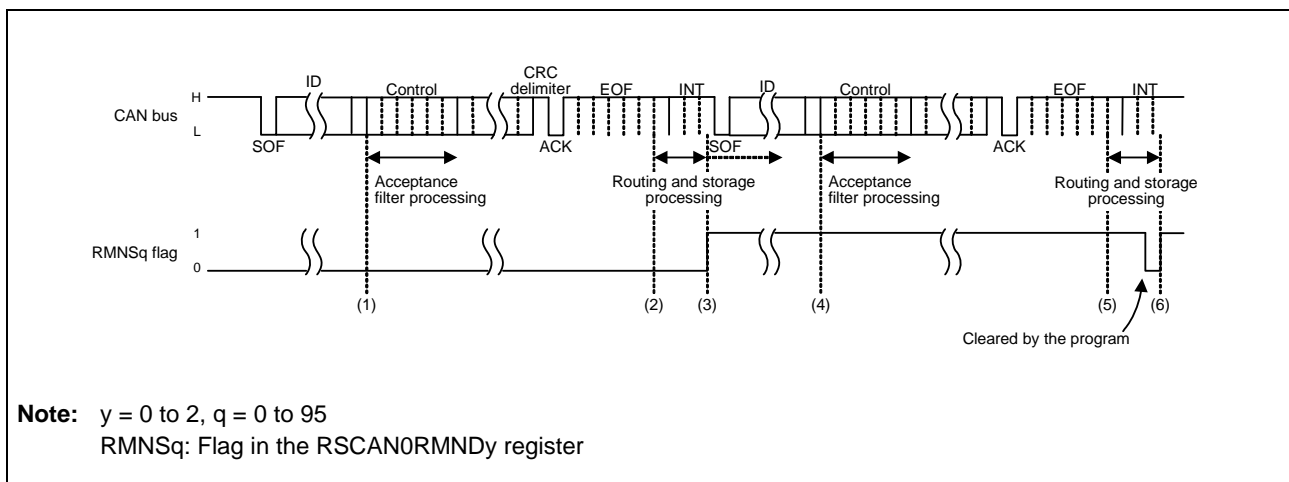 ID
CRC
delimiter
Control
EOF
INT
ID
Control
EOF
INT
H
CAN bus
L
SOF
ACK
SOF
ACK
Acceptance
filter processing
Routing and storage
processing
Acceptance
filter processing
Routing and storage
processing
1
RMNSq flag
0
(1)
(2)
(3)
(4)
(5)
(6)
Cleared by the program
Note: y = 0 to 2, q = 0 to 95
RMNSq: Flag in the RSCAN0RMNDy register